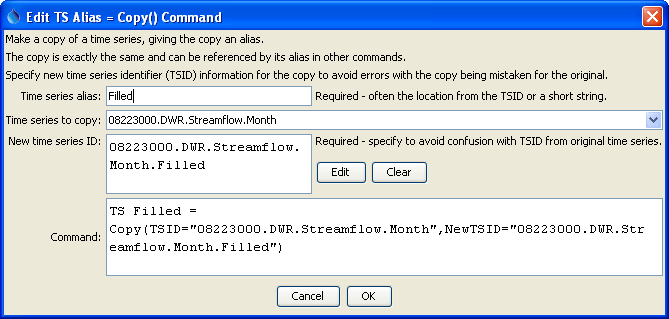 Edit TS Alias = Copy() Command
Make a copy of a time series, giving the copy an alias.
The copy is exactly the same and can be referenced by its alias in other commands.
Specify new time series identifier (TSID) information for the copy to avoid errors with the copy being mistaken for the original.
Time series alias: Filled Required - often the location from the TSID or a short string.
Time series to copy: 08223000.DWR.Streamflow.Month
New time series ID: 08223000.DWR.Streamflow. Required - specify to avoid confusion with TSID from original time series.
Month.Filled
Edit Clear
TS Filled =
Command: Copy(TSID="08223000.DWR.Streamflow.Month",NewTSID="08223000.DWR.Str
eamflow.Month.Filled")
Cancel OK